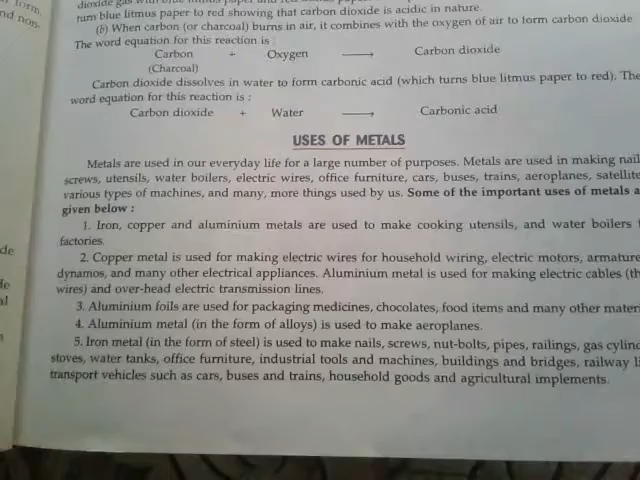 form,
nd non-
dioxide gas with blue litmus paper and red litmus
turn blue litmus paper to red showing that carbon dioxide is acidic in nature.
(b) When carbon (or charcoal) burns in air, it combines with the oxygen of air to form carbon dioxide
The word equation for this reaction is :
Carbon + Oxygen ⟶ Carbon dioxide
(Charcoal)
Carbon dioxide dissolves in water to form carbonic acid (which turns blue litmus paper to red). The
word equation for this reaction is :
Carbon dioxide + Water ⟶ Carbonic acid
USES OF METALS
Metals are used in our everyday life for a large number of purposes. Metals are used in making nail
screws, utensils, water boilers, electric wires, office furniture, cars, buses, trains, aeroplanes, satellite
various types of machines, and many, more things used by us. Some of the important uses of metals a
given below :
1. Iron, copper and aluminium metals are used to make cooking utensils, and water boilers f
factories.
2. Copper metal is used for making electric wires for household wiring, electric motors, armature
dynamos, and many other electrical appliances. Aluminium metal is used for making electric cables (th
wires) and over-head electric transmission lines.
3. Aluminium foils are used for packaging medicines, chocolates, food items and many other materi
4. Aluminium metal (in the form of alloys) is used to make aeroplanes.
5. Iron metal (in the form of steel) is used to make nails, screws, nut-bolts, pipes, railings, gas cylind
stoves, water tanks, office furniture, industrial tools and machines, buildings and bridges, railway li
transport vehicles such as cars, buses and trains, household goods and agricultural implements.
de
de
al